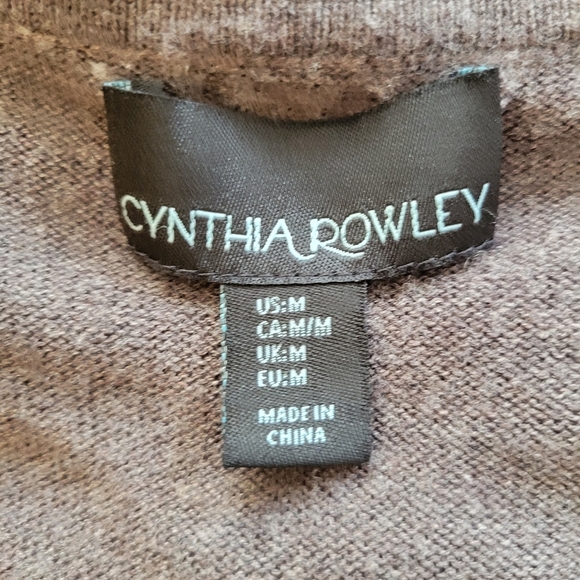 CYNTHIA ROWLEY
US:M
CA:M/M
UK:M
EU:M
MADE IN
CHINA